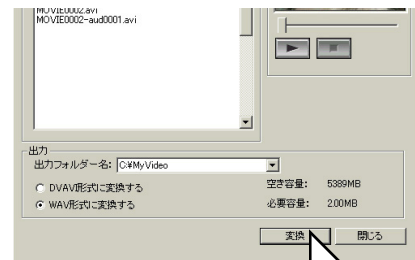 MOVIE0002.avi
MOVIE0002-aud0001.avi
出力
出力フォルダー名: C:¥MyVideo
DVAVI形式に変換する
空き容量: 5389MB
WAV形式に変換する
必要容量: 2.00MB
変換
閉じる